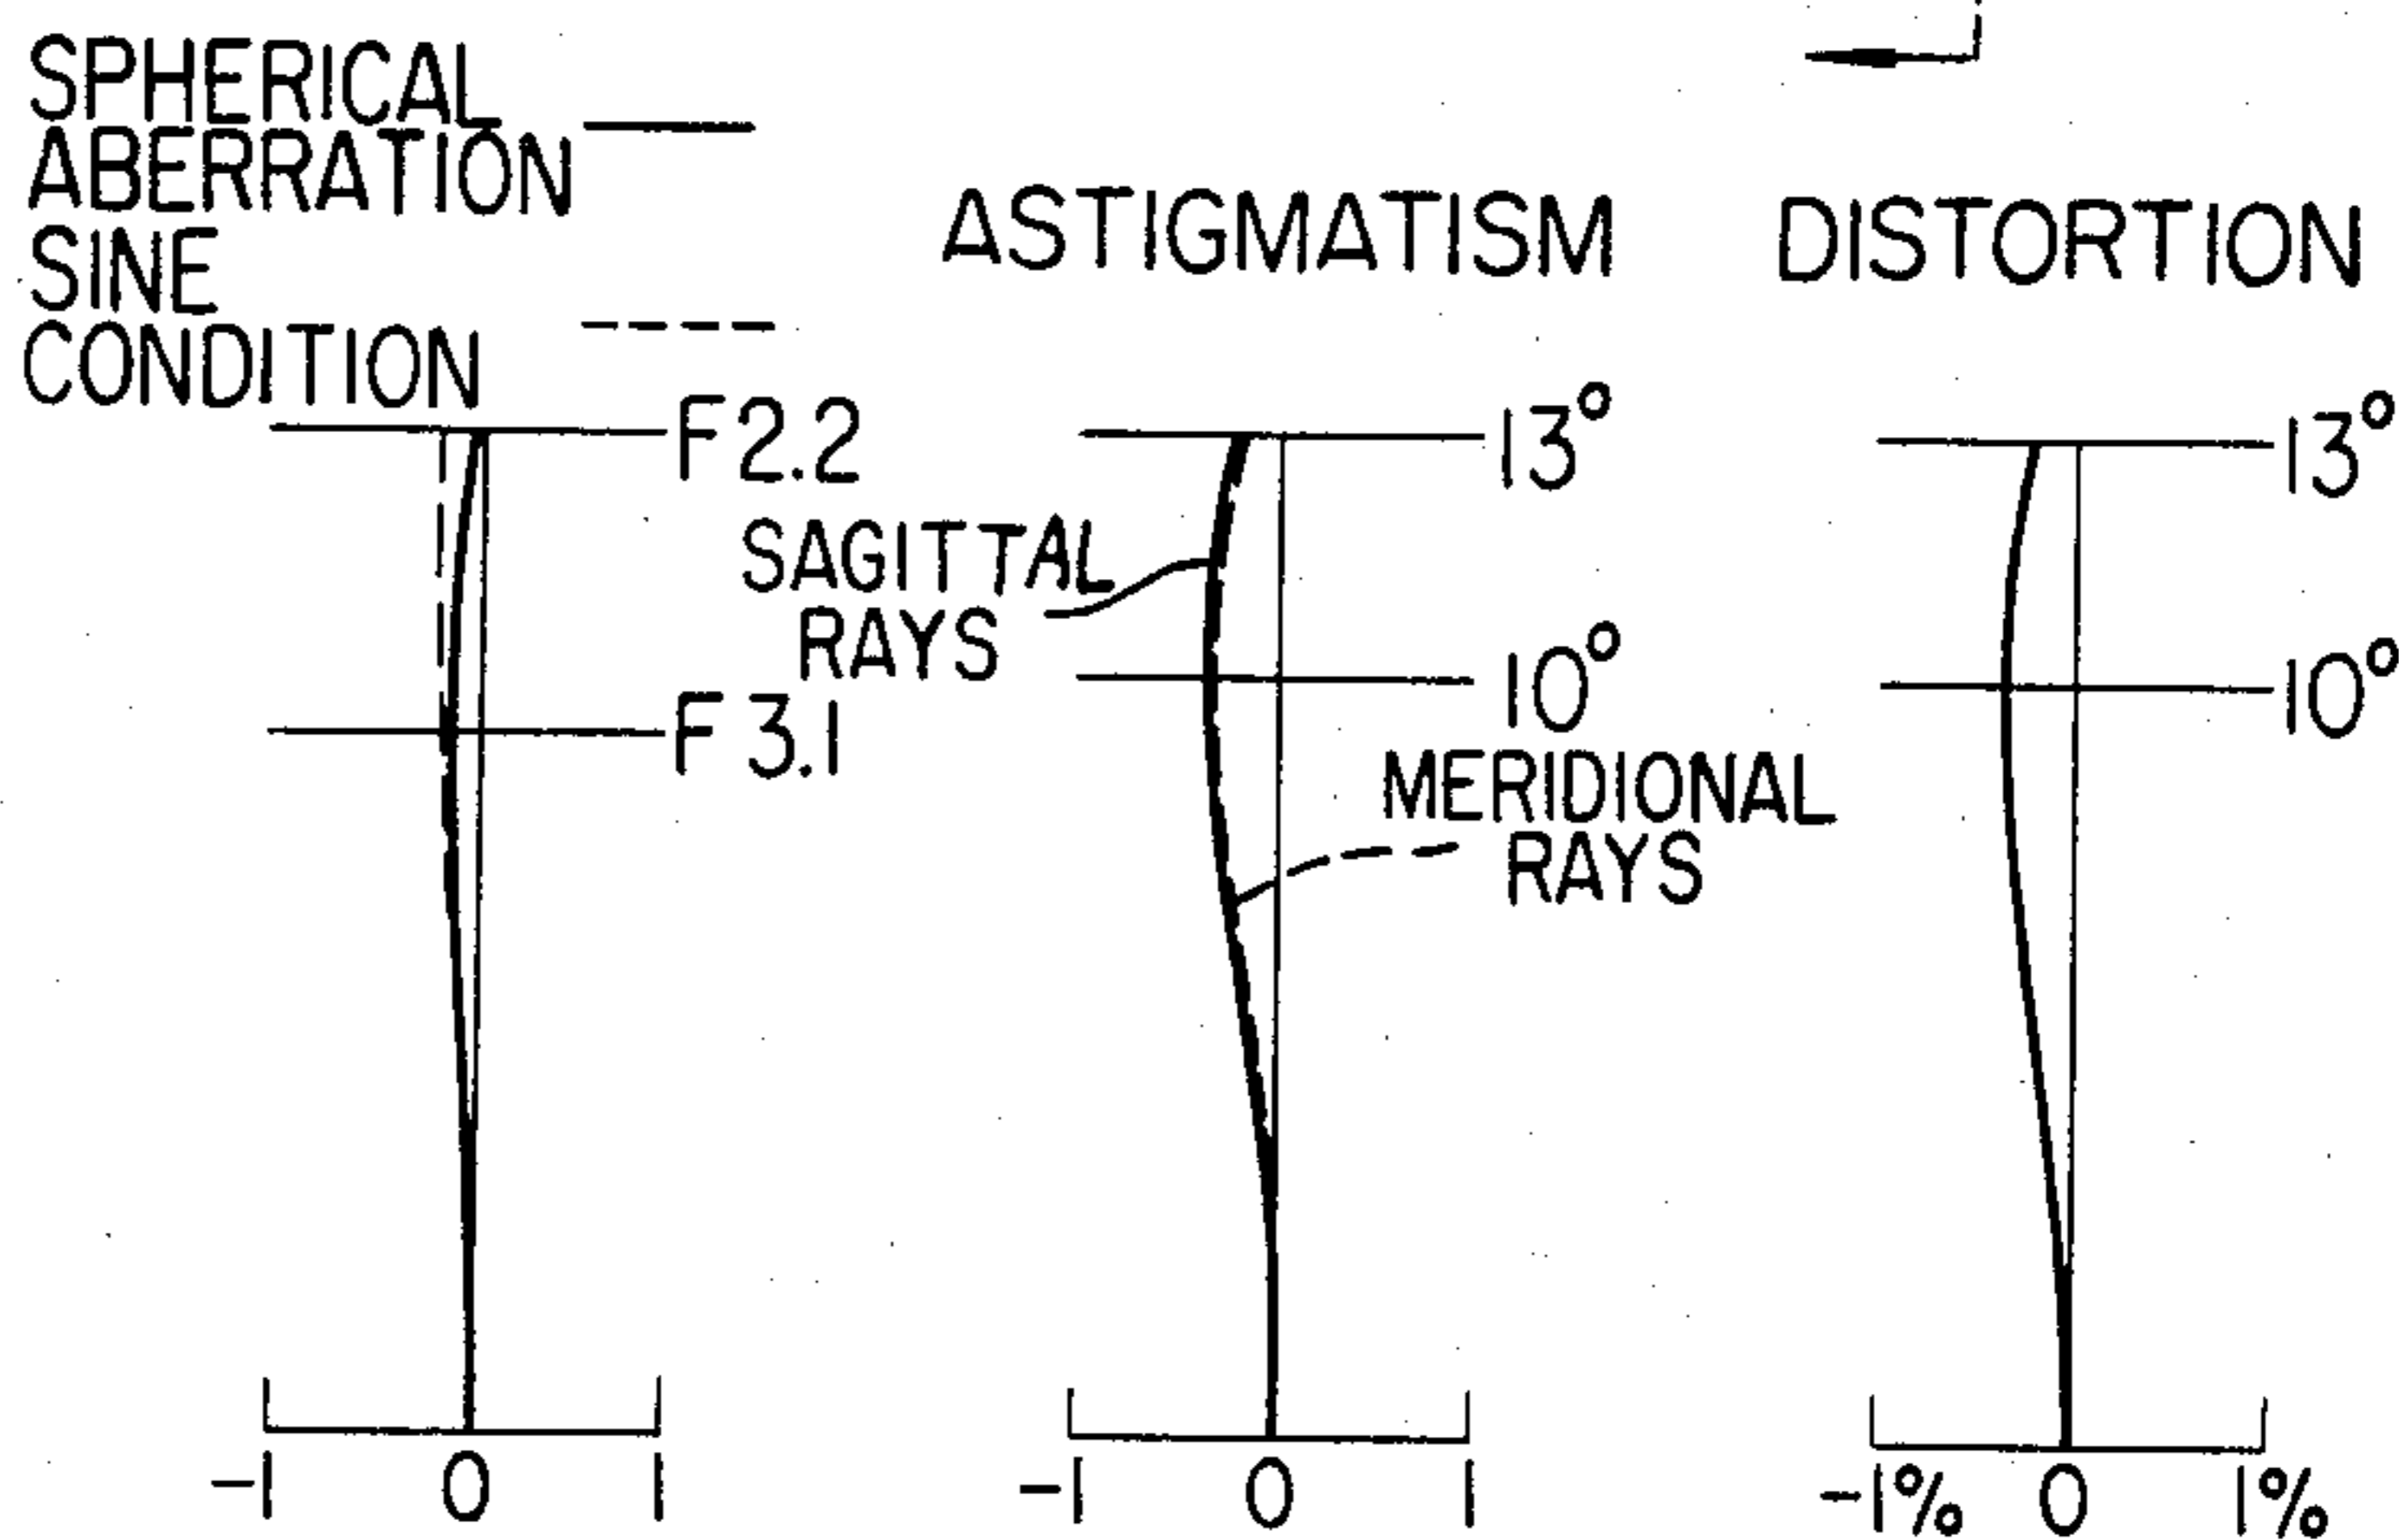 SPHERICAL
ABERRATION
SINE
CONDITION
ASTIGMATISM
DISTORTION
F2.2
13°
13°
SAGITTAL
RAYS
10°
10°
F3.1
MERIDIONAL
RAYS
-1 0 1
-1 0 1
-1% 0 1%